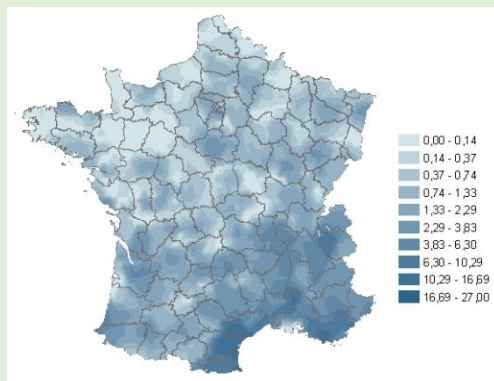 0,00 - 0,14
0,14 - 0,37
0,37 - 0,74
0,74 - 1,33
1,33 - 2,29
2,29 - 3,83
3,83 - 6,30
6,30 - 10,29
10,29 - 16,69
16,69 - 27,00